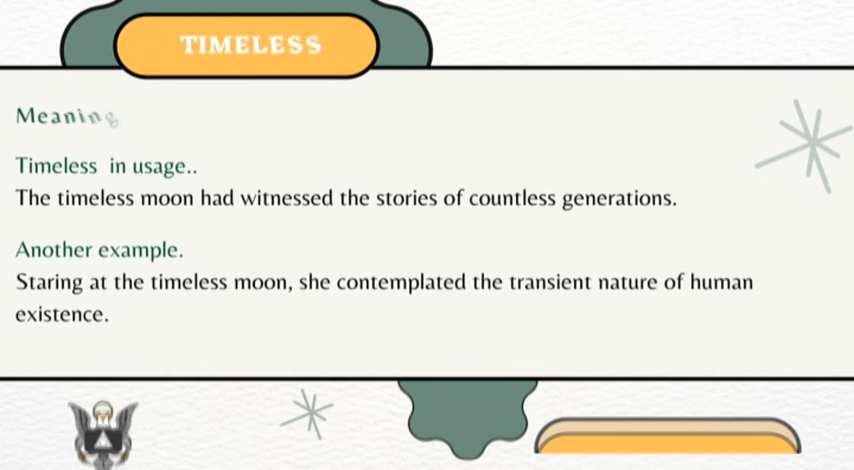 TIMELESS
Meaning
Timeless in usage..
The timeless moon had witnessed the stories of countless generations.
Another example.
Staring at the timeless moon, she contemplated the transient nature of human
existence.